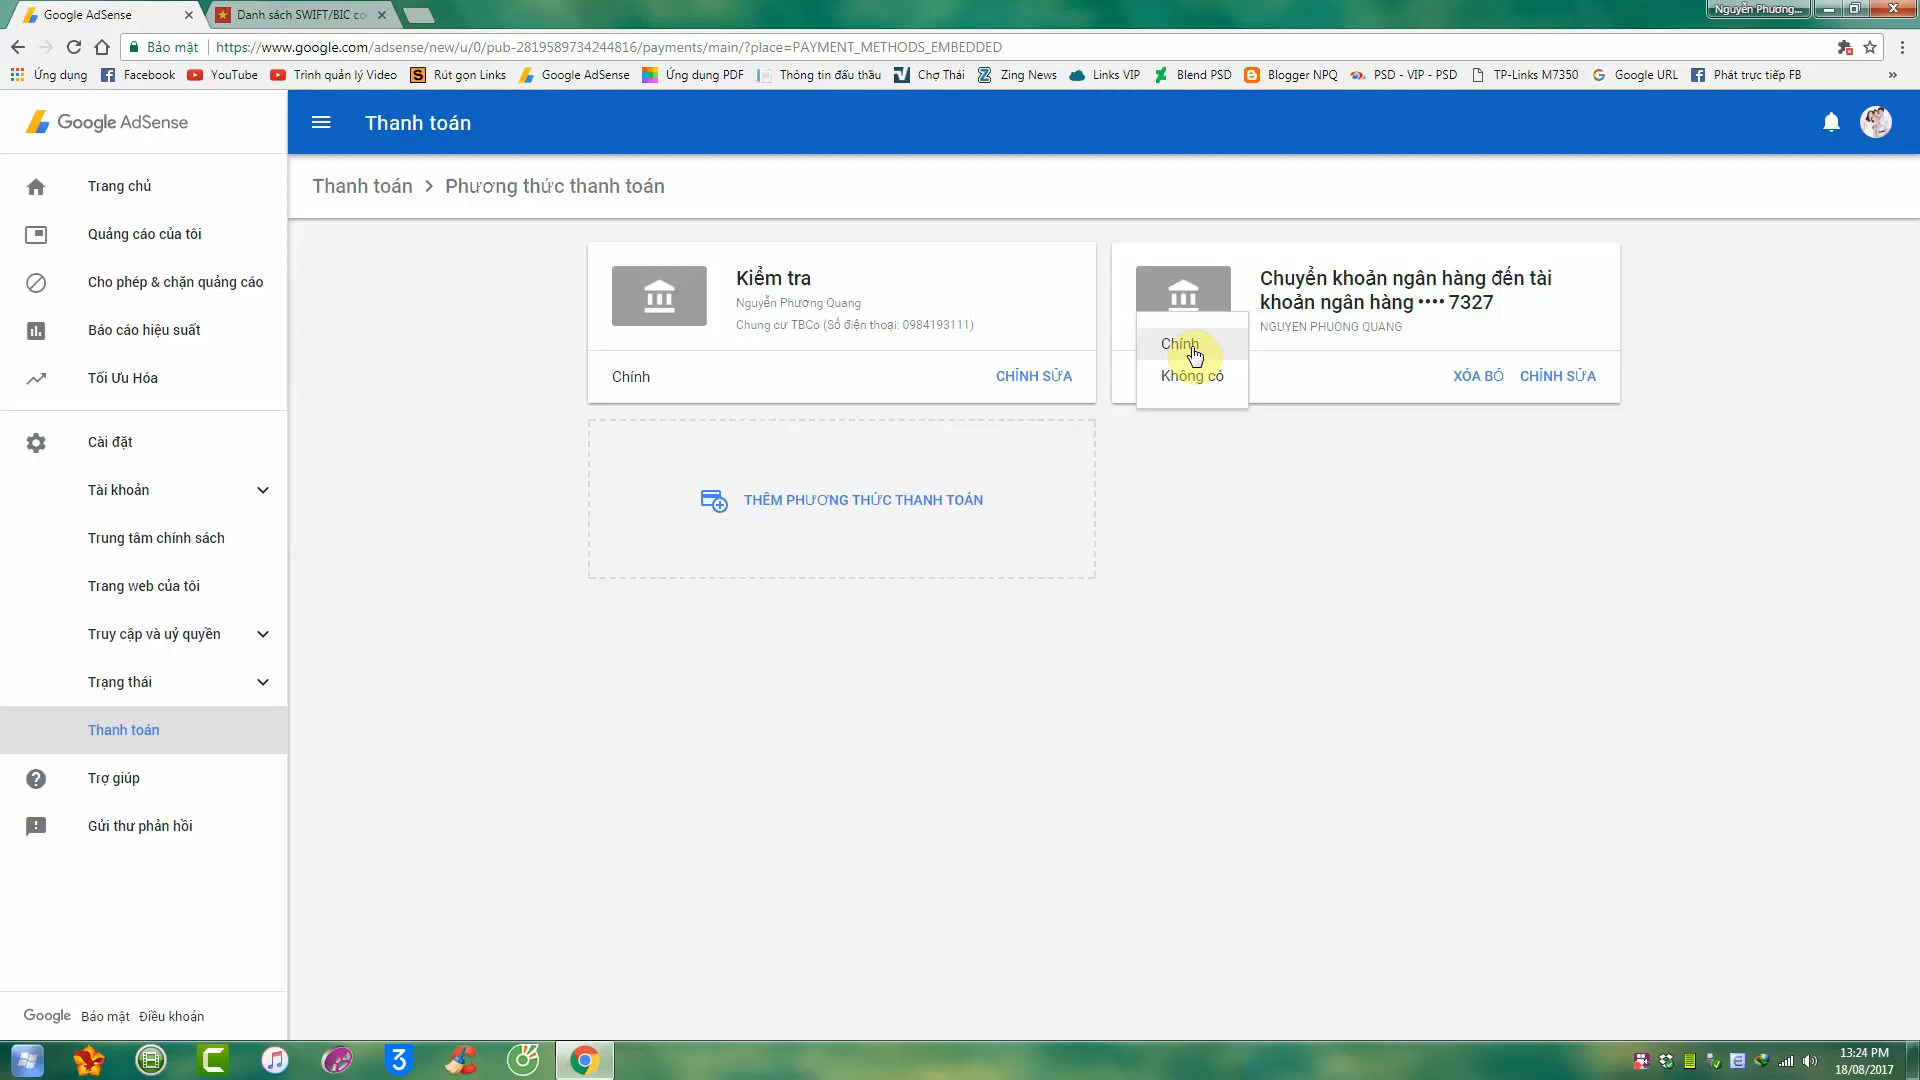 Google AdSense
Danh sách SWIFT/BIC co
Nguyễn Phương...
Bảo mật
https://www.google.com/adsense/new/u/0/pub-2819589734244816/payments/main/?place=PAYMENT_METHODS_EMBEDDED
Ứng dụng
Facebook
YouTube
Trình quản lý Video
Rút gọn Links
Google AdSense
Ứng dụng PDF
Thông tin đấu thầu
Chợ Thái
Zing News
Links VIP
Blend PSD
Blogger NPQ
PSD - VIP - PSD
TP-Links M7350
Google URL
Phát trực tiếp FB
»
Google AdSense
Thanh toán
Thanh toán > Phương thức thanh toán
Trang chủ
Quảng cáo của tôi
Cho phép & chặn quảng cáo
Báo cáo hiệu suất
Tối Ưu Hóa
Cài đặt
Tài khoản
Trung tâm chính sách
Trang web của tôi
Truy cập và uỷ quyền
Trạng thái
Thanh toán
Trợ giúp
Gửi thư phản hồi
Google Bảo mật Điều khoản
Kiểm tra
Nguyễn Phương Quang
Chung cư TBCo (Số điện thoại: 0984193111)
Chính
CHỈNH SỬA
Chuyển khoản ngân hàng đến tài
khoản ngân hàng •••• 7327
NGUYEN PHUONG QUANG
Chính
Không có
XÓA BỎ
CHỈNH SỬA
THÊM PHƯƠNG THỨC THANH TOÁN
13:24 PM
18/08/2017